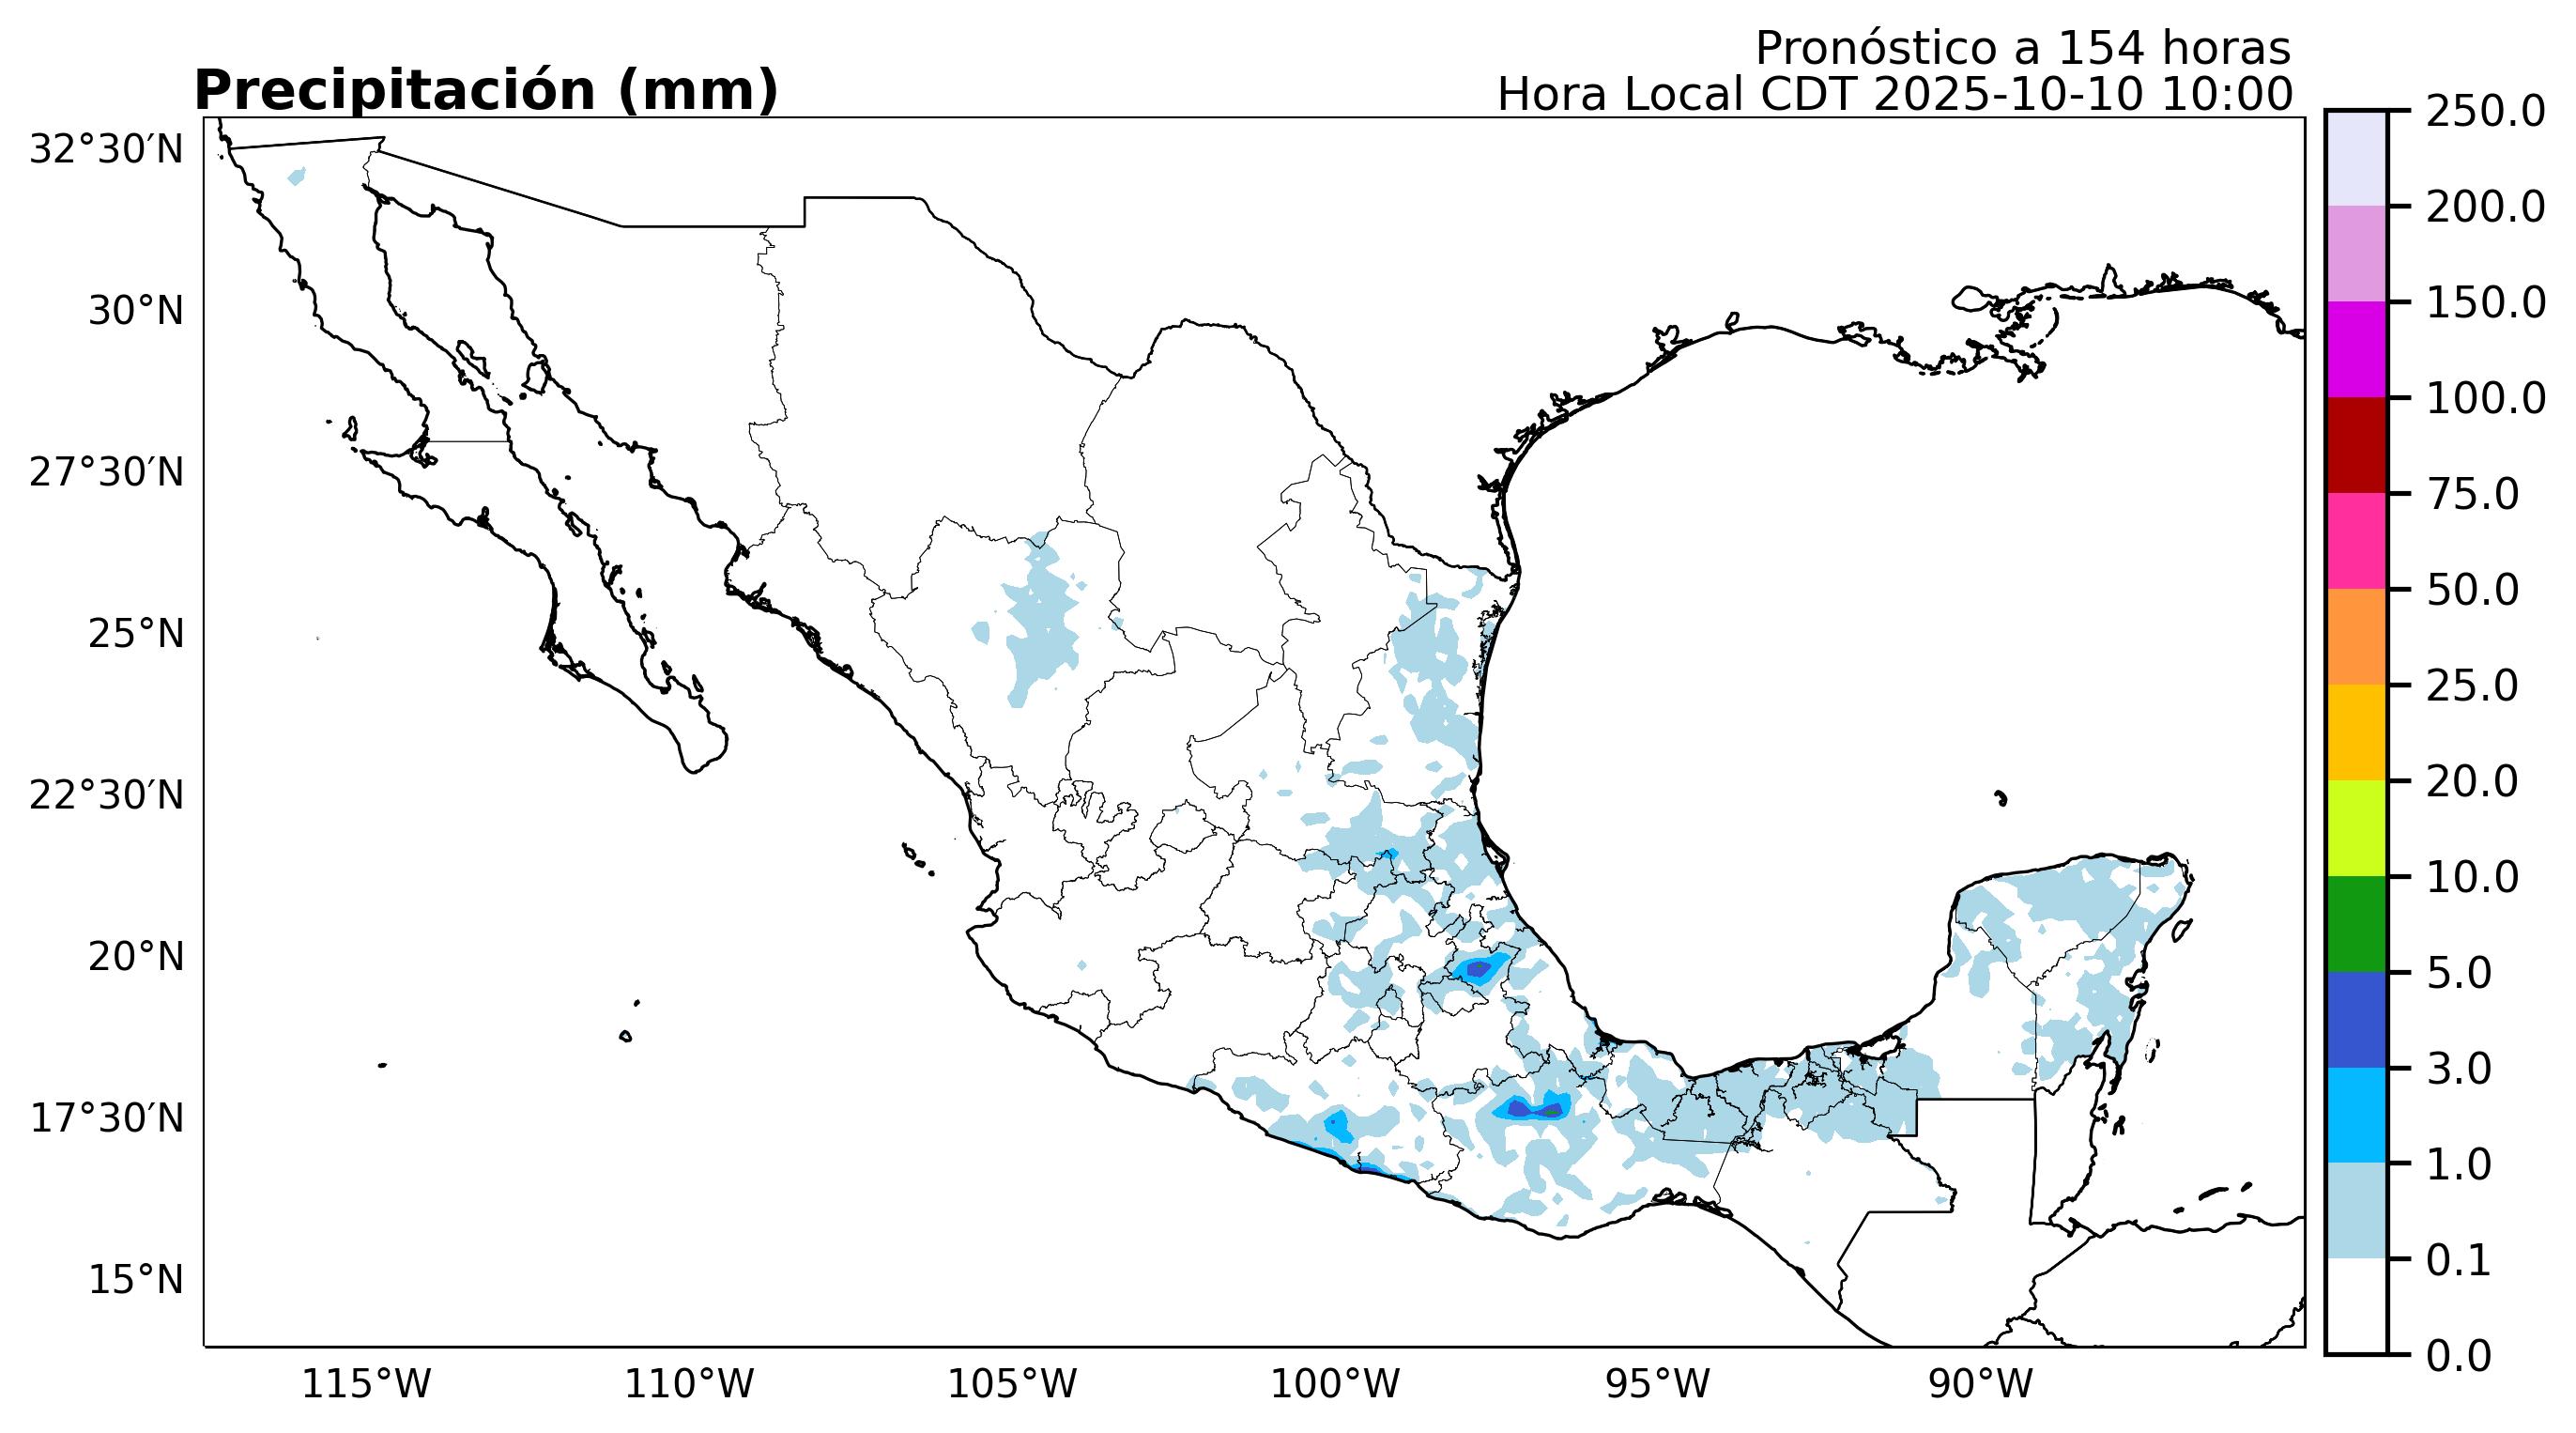 Pronóstico a 154 horas
Precipitación (mm)
Hora Local CDT 2025-10-10 10:00
32°30′N
30°N
27°30′N
25°N
22°30′N
20°N
17°30′N
15°N
115°W
110°W
105°W
100°W
95°W
90°W
250.0
200.0
150.0
100.0
75.0
50.0
25.0
20.0
10.0
5.0
3.0
1.0
0.1
0.0